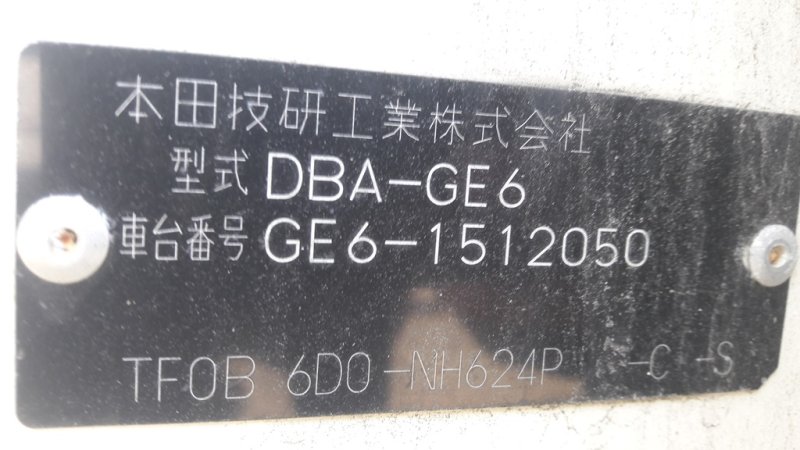 本田技研工業株式会社
型式 DBA-GE6
車台番号 GE6-1512050
TF0B 6D0-NH624P -C -S